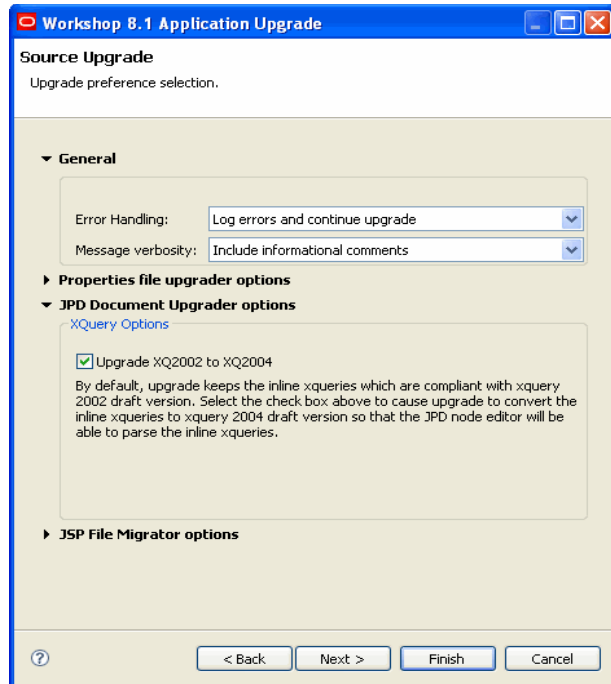 Workshop 8.1 Application Upgrade
Source Upgrade
Upgrade preference selection.
General
Error Handling: Log errors and continue upgrade
Message verbosity: Include informational comments
Properties file upgrader options
JPD Document Upgrader options
XQuery Options
Upgrade XQ2002 to XQ2004
By default, upgrade keeps the inline xqueries which are compliant with xquery
2002 draft version. Select the check box above to cause upgrade to convert the
inline xqueries to xquery 2004 draft version so that the JPD node editor will be
able to parse the inline xqueries.
JSP File Migrator options
? < Back Next > Finish Cancel